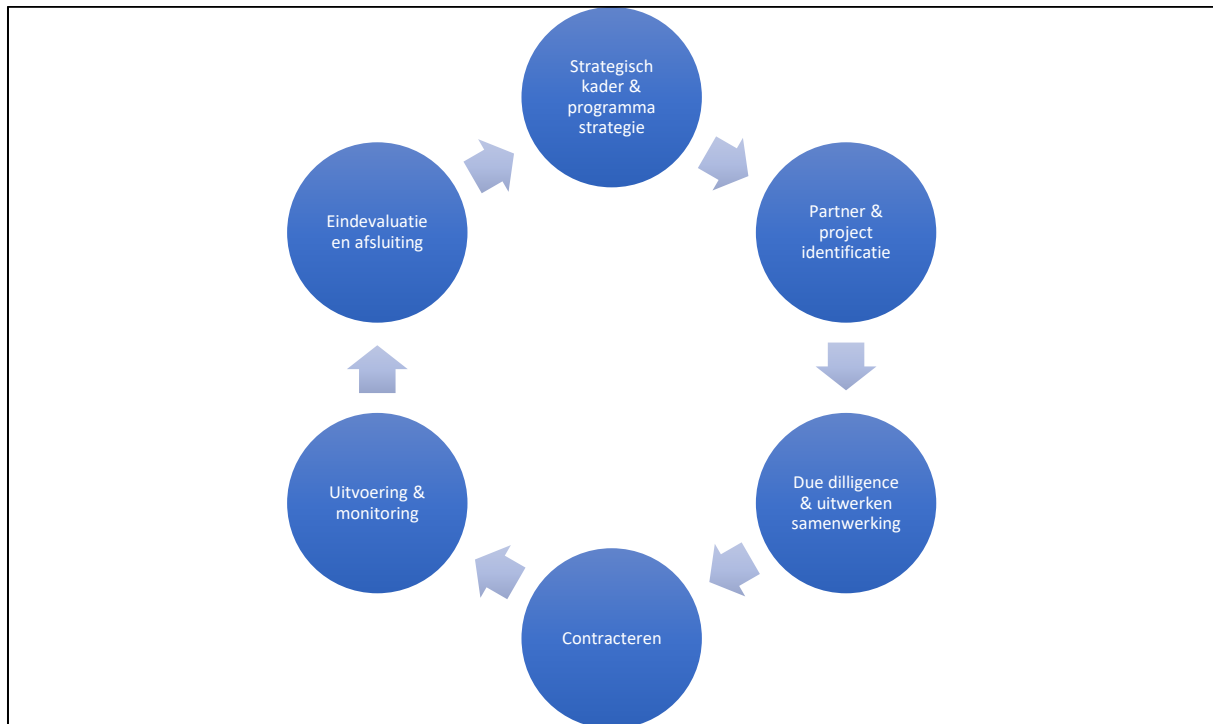 Strategisch
kader &
programma
strategie
Partner &
project
identificatie
Due dilligence
& uitwerken
samenwerking
Contracteren
Uitvoering &
monitoring
Eindevaluatie
en afsluiting